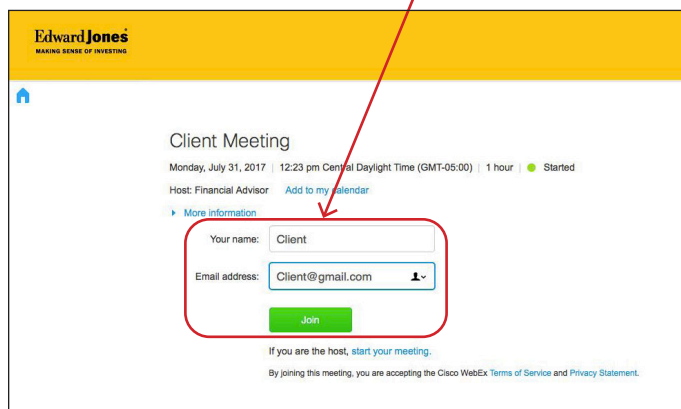 Edward Jones
MAKING SENSE OF INVESTING
Client Meeting
Monday, July 31, 2017 | 12:23 pm Central Daylight Time (GMT-05:00) | 1 hour | Started
Host: Financial Advisor Add to my calendar
More information
Your name: Client
Email address: Client@gmail.com
Join
If you are the host, start your meeting.
By joining this meeting, you are accepting the Cisco WebEx Terms of Service and Privacy Statement.